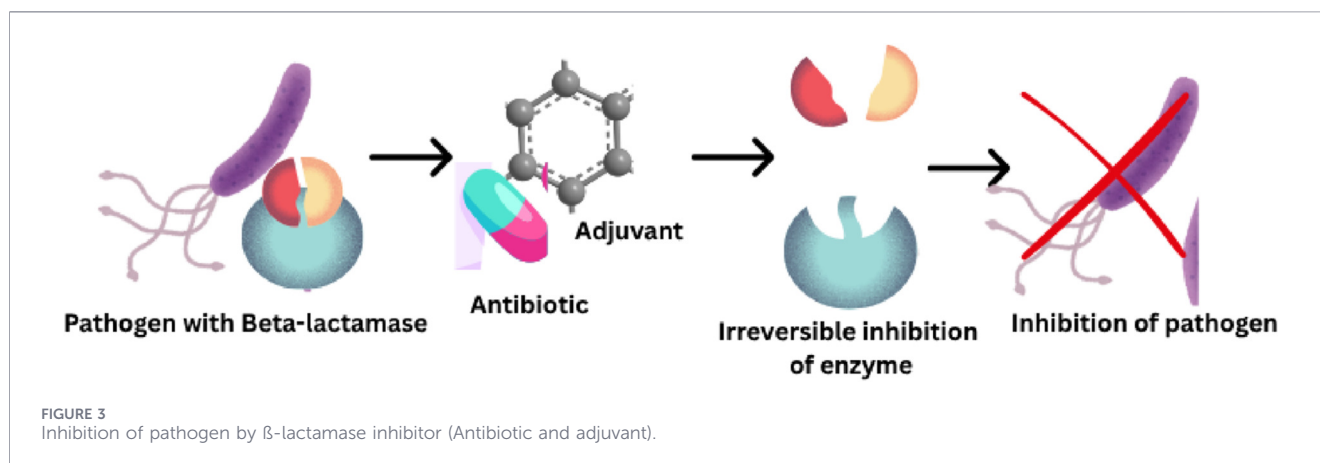 Pathogen with Beta-lactamase
Adjuvant
Antibiotic
Irreversible inhibition
of enzyme
Inhibition of pathogen
FIGURE 3
Inhibition of pathogen by ß-lactamase inhibitor (Antibiotic and adjuvant).